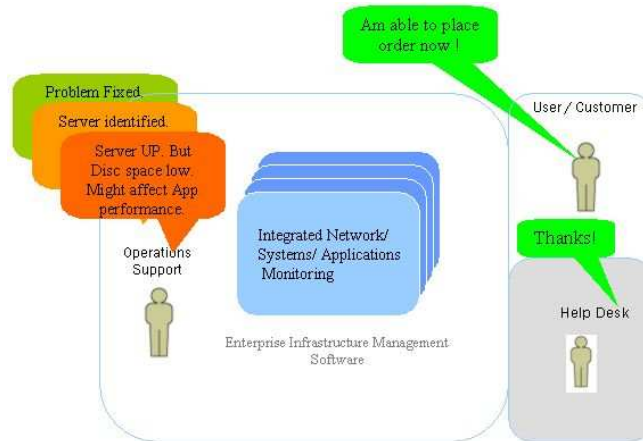 Am able to place
order now !
Problem Fixed.
Server identified.
Server UP. But
Disc space low.
Might affect App
performance.
User / Customer
Integrated Network/
Systems/ Applications
Monitoring
Operations
Support
Thanks!
Help Desk
Enterprise Infrastructure Management
Software